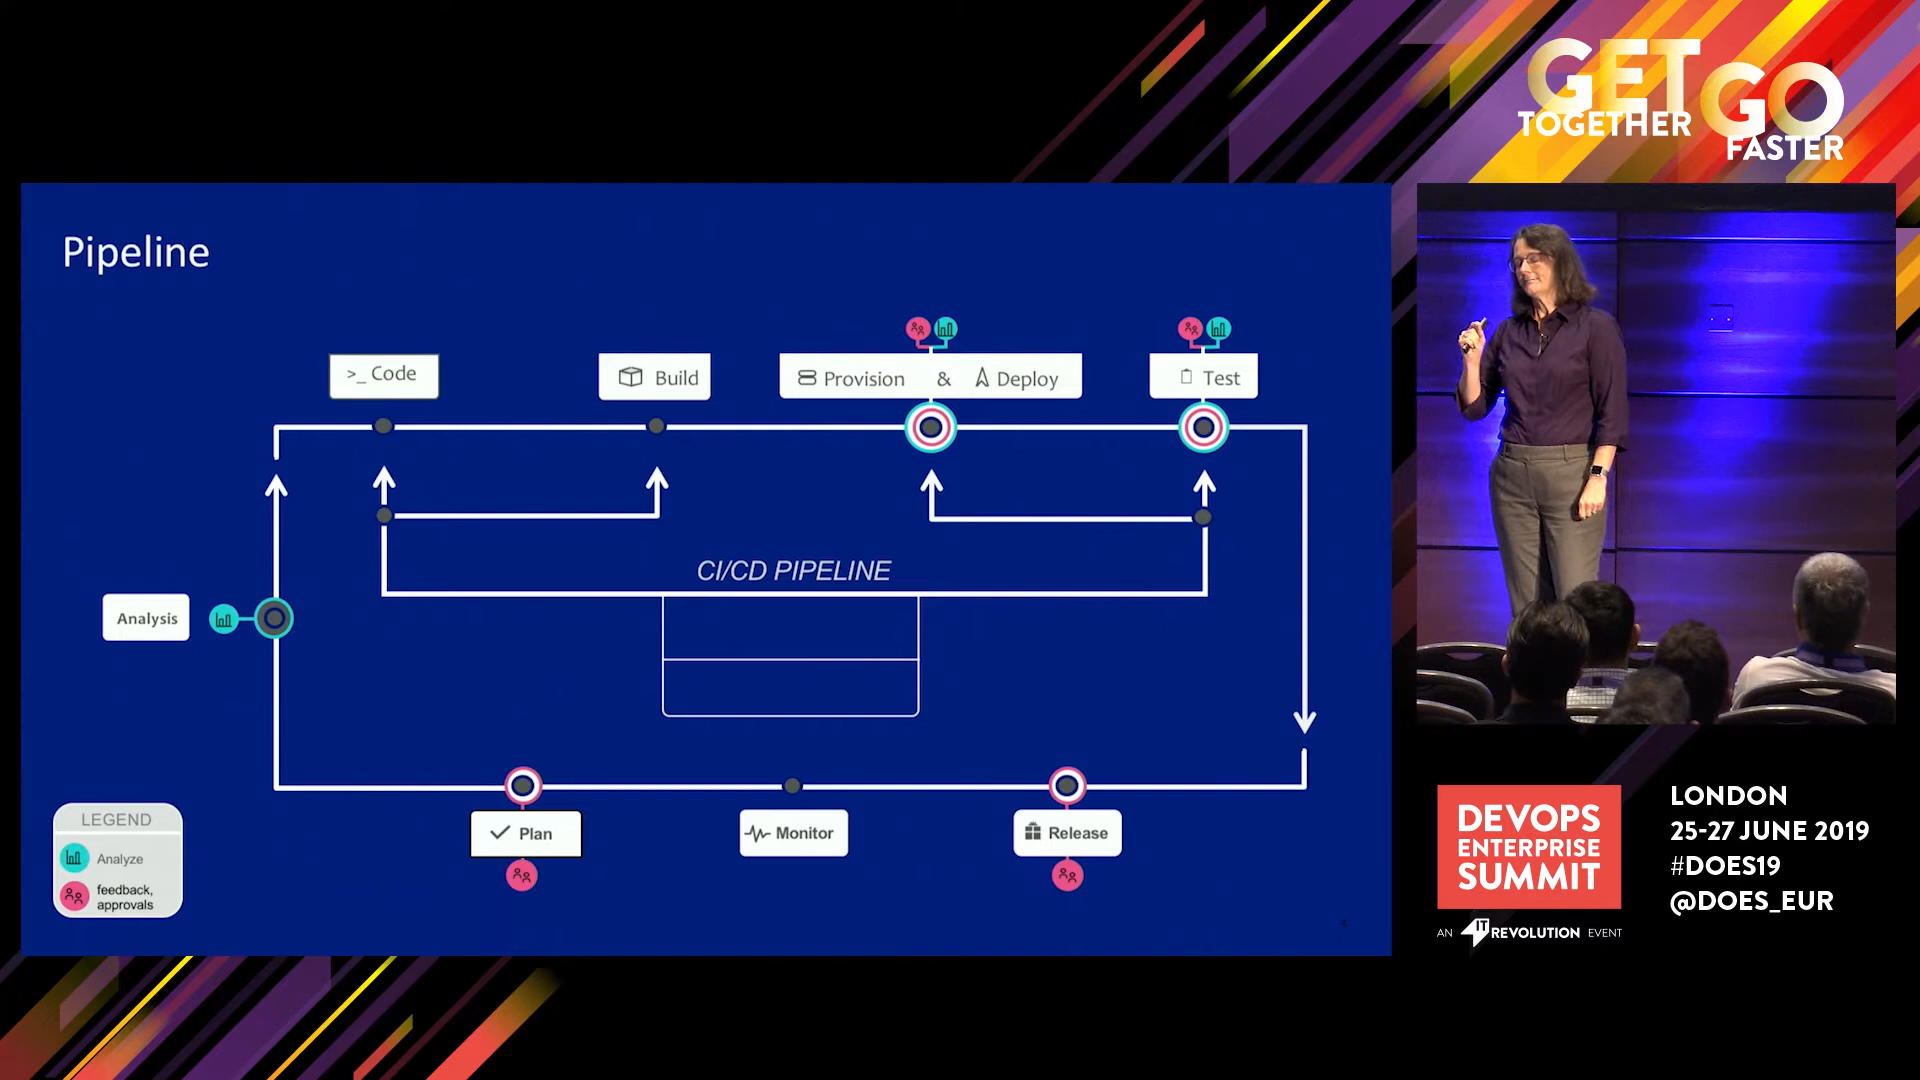 GET
TOGETHER
GO
FASTER
Pipeline
>_ Code
Build
Provision & Deploy
Test
CI/CD PIPELINE
Analysis
Plan
Monitor
Release
LEGEND
Analyze
feedback,
approvals
DEVOPS
ENTERPRISE
SUMMIT
AN IT REVOLUTION EVENT
LONDON
25-27 JUNE 2019
#DOES19
@DOES_EUR